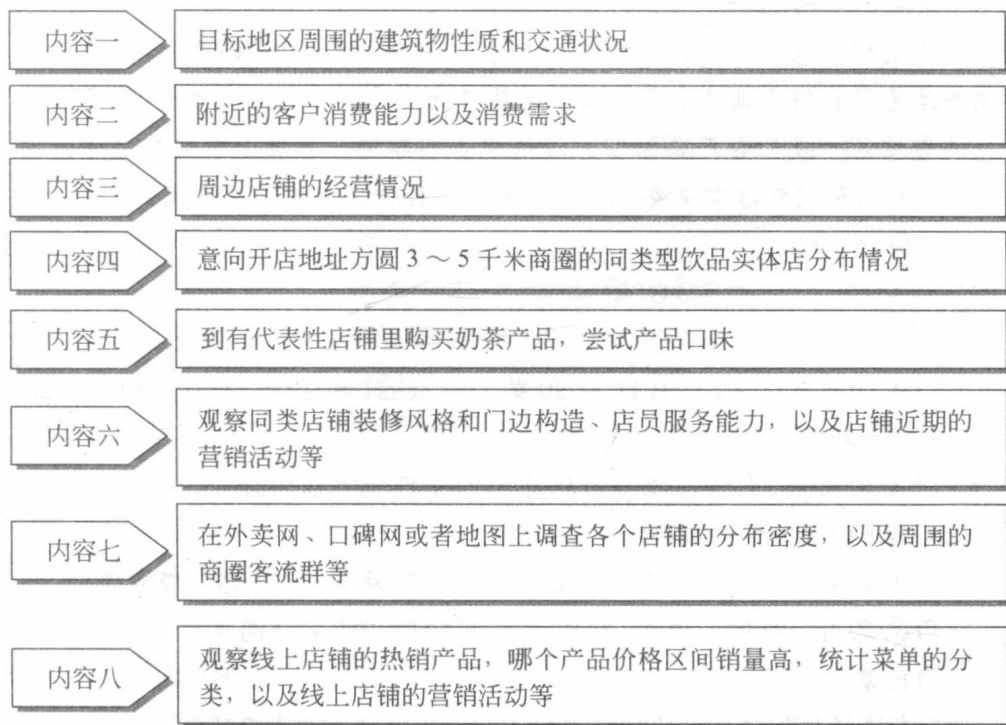 内容一
目标地区周围的建筑物性质和交通状况
内容二
附近的客户消费能力以及消费需求
内容三
周边店铺的经营情况
内容四
意向开店地址方圆 3～5 千米商圈的同类型饮品实体店分布情况
内容五
到有代表性店铺里购买奶茶产品，尝试产品口味
内容六
观察同类店铺装修风格和门边构造、店员服务能力，以及店铺近期的
营销活动等
内容七
在外卖网、口碑网或者地图上调查各个店铺的分布密度，以及周围的
商圈客流群等
内容八
观察线上店铺的热销产品，哪个产品价格区间销量高，统计菜单的分
类，以及线上店铺的营销活动等